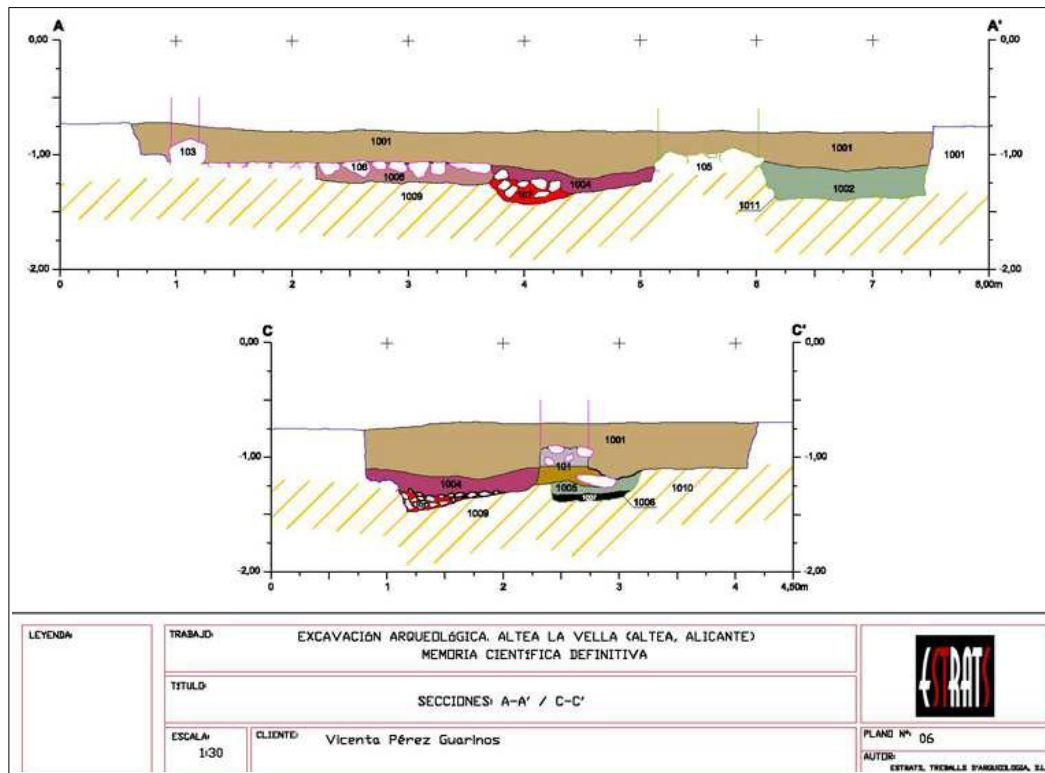 A A'
0,00 0,00
103 1001 105 1001 1001
-1,00 -1,00
106
1008 1004 1002
1009 107 1011
-2,00 -2,00
0 1 2 3 4 5 6 7 8,00m
C C'
0,00 0,00
1001
-1,00 101 -1,00
1004 1005 1006 1010
1009
-2,00 -2,00
0 1 2 3 4 4,50m
LEYENDA:
TRABAJO: EXCAVACIÓN ARQUEOLÓGICA. ALTEA LA VELLA (ALTEA, ALICANTE)
MEMORIA CIENTÍFICA DEFINITIVA
TÍTULO:
SECCIONES: A-A' / C-C'
ESCALA:
1:30
CLIENTE: Vicenta Pérez Guarinos
ESTRATS
PLANO Nº: 06
AUTOR:
ESTRATS, TREBALLS D'ARQUEOLOGIA, S.L.